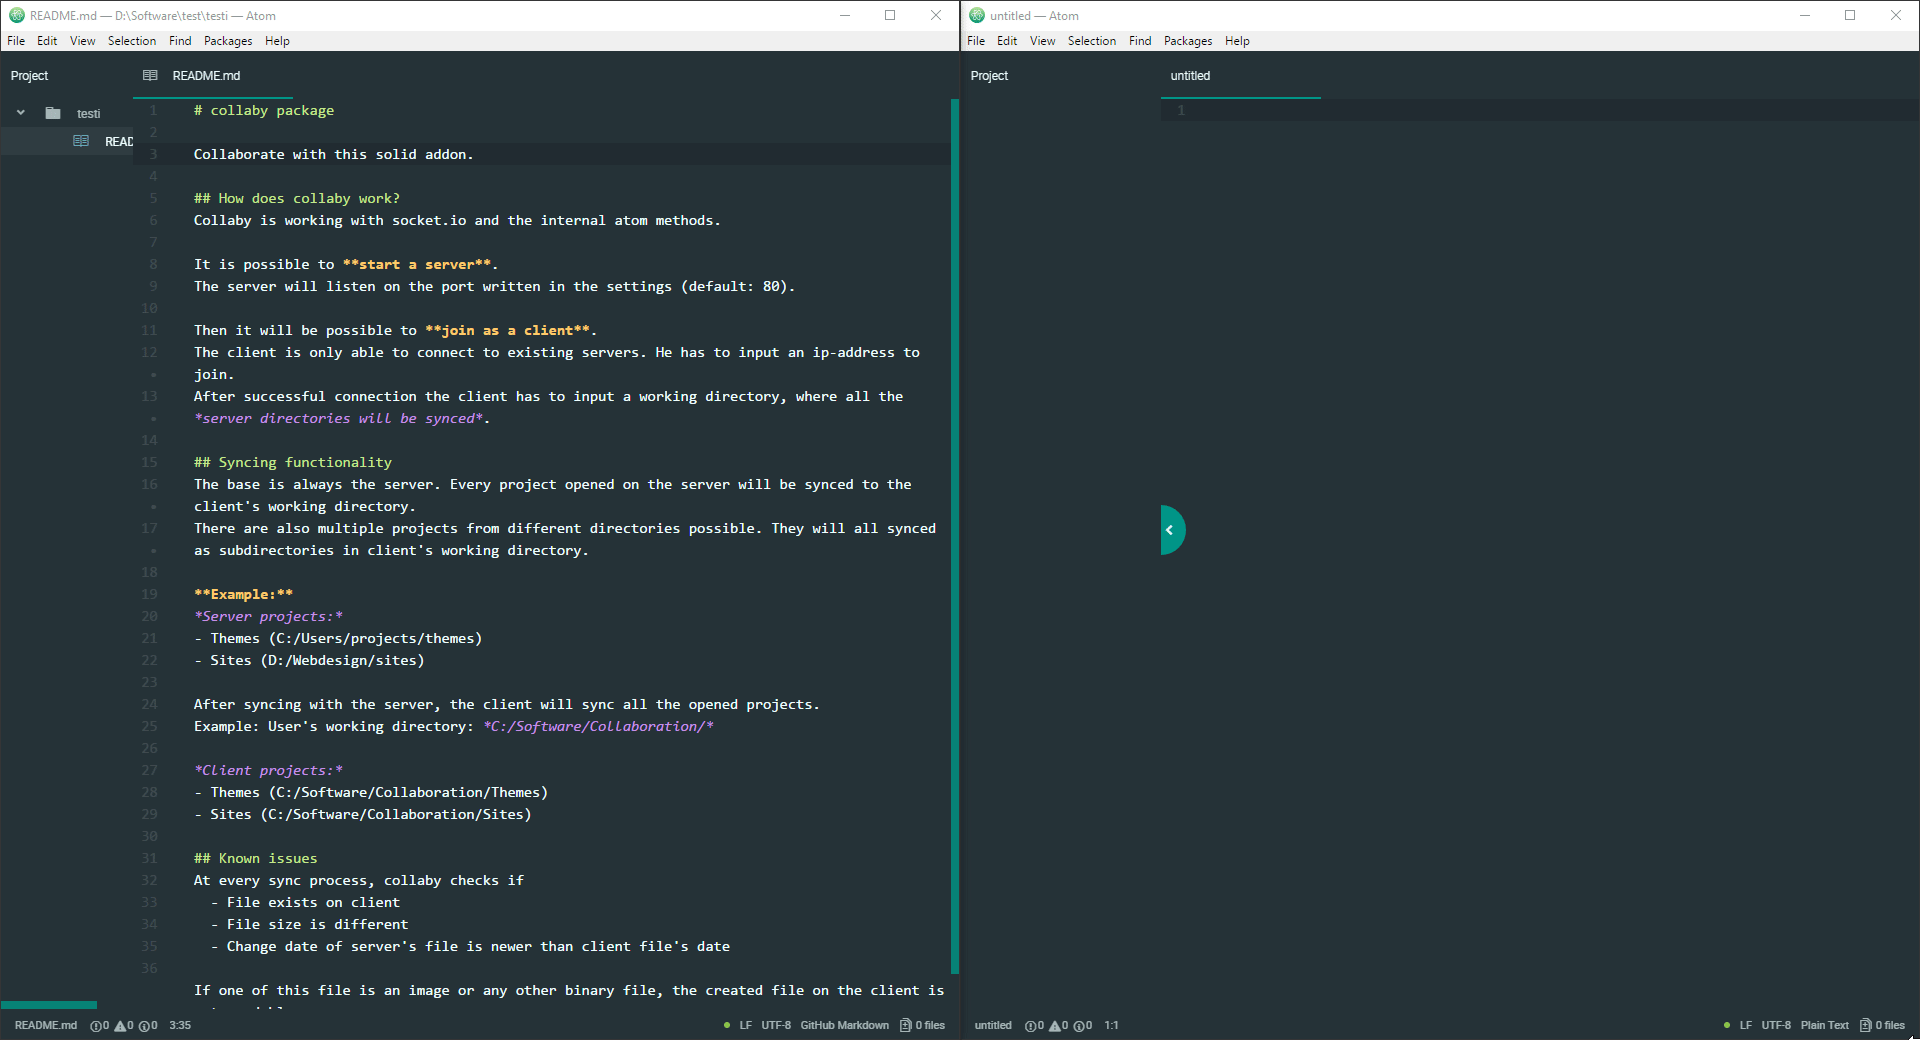 README.md — D:\Software\test\testi — Atom
File Edit View Selection Find Packages Help
Project
README.md
testi
READ
1 # collaby package
2
3 Collaborate with this solid addon.
4
5 ## How does collaby work?
6 Collaby is working with socket.io and the internal atom methods.
7
8 It is possible to **start a server**.
9 The server will listen on the port written in the settings (default: 80).
10
11 Then it will be possible to **join as a client**.
12 The client is only able to connect to existing servers. He has to input an ip-address to
• join.
13 After successful connection the client has to input a working directory, where all the
• *server directories will be synced*.
14
15 ## Syncing functionality
16 The base is always the server. Every project opened on the server will be synced to the
• client's working directory.
17 There are also multiple projects from different directories possible. They will all synced
• as subdirectories in client's working directory.
18
19 **Example:**
20 *Server projects:*
21 - Themes (C:/Users/projects/themes)
22 - Sites (D:/Webdesign/sites)
23
24 After syncing with the server, the client will sync all the opened projects.
25 Example: User's working directory: *C:/Software/Collaboration/*
26
27 *Client projects:*
28 - Themes (C:/Software/Collaboration/Themes)
29 - Sites (C:/Software/Collaboration/Sites)
30
31 ## Known issues
32 At every sync process, collaby checks if
33 - File exists on client
34 - File size is different
35 - Change date of server's file is newer than client file's date
36
If one of this file is an image or any other binary file, the created file on the client is
README.md 0 0 0 3:35 LF UTF-8 GitHub Markdown 0 files
untitled — Atom
File Edit View Selection Find Packages Help
Project
untitled
1
untitled 0 0 0 1:1 LF UTF-8 Plain Text 0 files